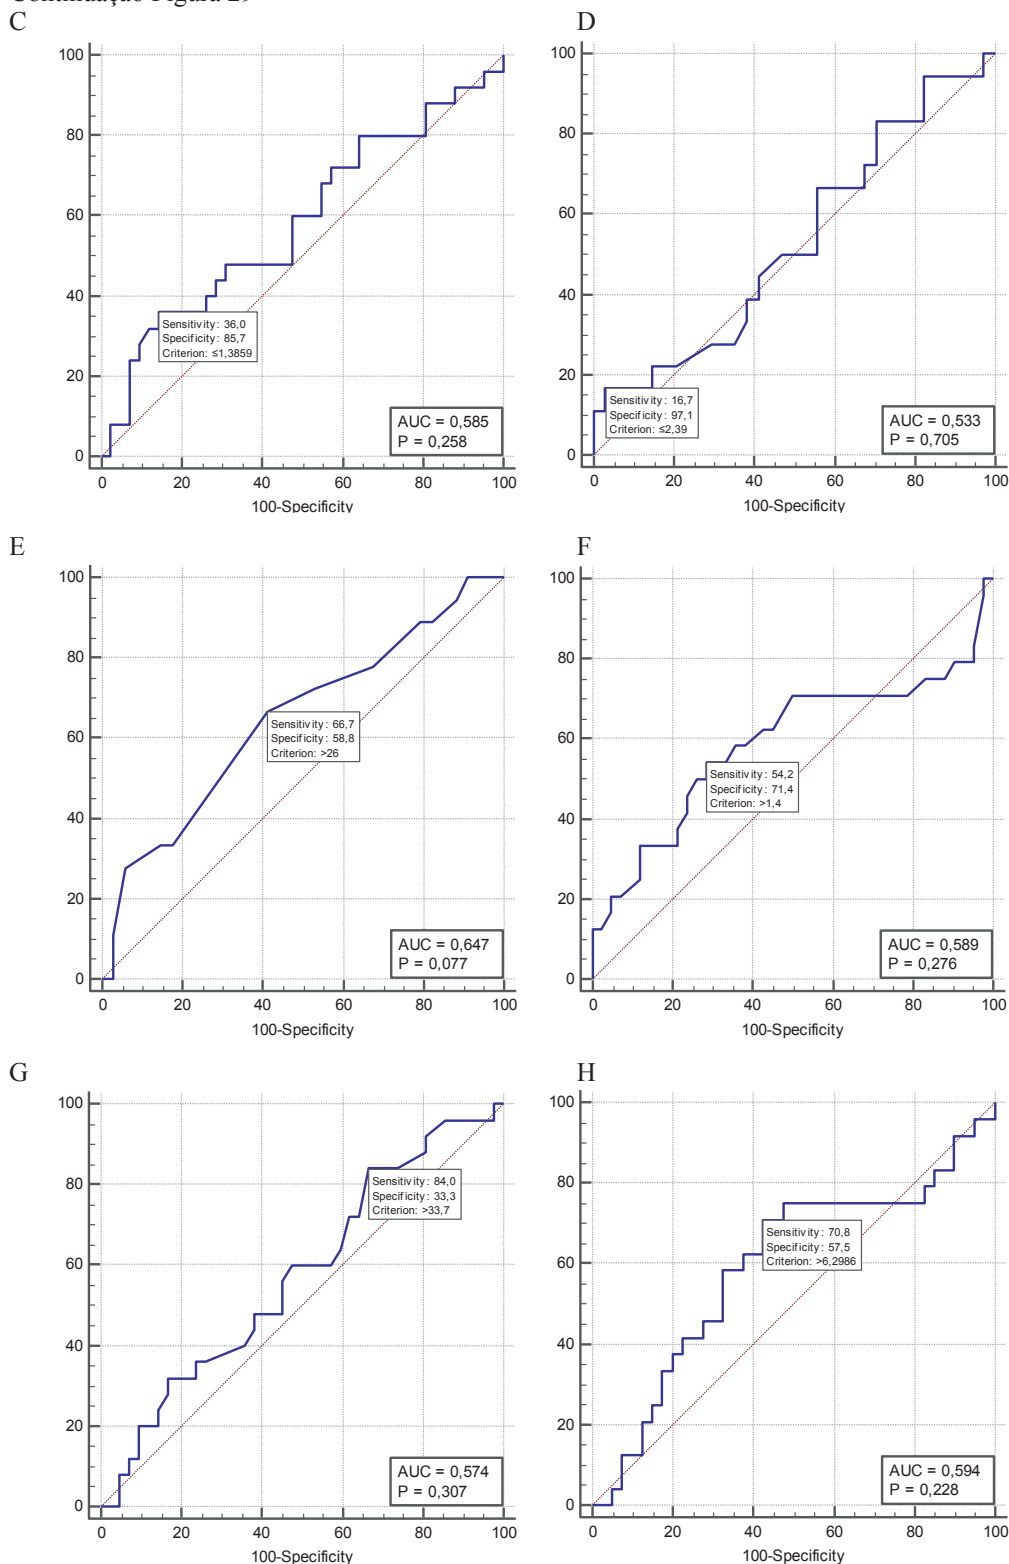 Continuação Figura 29
C
100
80
60
40
20
0
Sensitivity: 36,0
Specificity: 85,7
Criterion: ≤1,3859
AUC = 0,585
P = 0,258
0 20 40 60 80 100
100-Specificity
D
100
80
60
40
20
0
Sensitivity: 16,7
Specificity: 97,1
Criterion: ≤2,39
AUC = 0,533
P = 0,705
0 20 40 60 80 100
100-Specificity
E
100
80
60
40
20
0
Sensitivity: 66,7
Specificity: 58,8
Criterion: >26
AUC = 0,647
P = 0,077
0 20 40 60 80 100
100-Specificity
F
100
80
60
40
20
0
Sensitivity: 54,2
Specificity: 71,4
Criterion: >1,4
AUC = 0,589
P = 0,276
0 20 40 60 80 100
100-Specificity
G
100
80
60
40
20
0
Sensitivity: 84,0
Specificity: 33,3
Criterion: >33,7
AUC = 0,574
P = 0,307
0 20 40 60 80 100
100-Specificity
H
100
80
60
40
20
0
Sensitivity: 70,8
Specificity: 57,5
Criterion: >6,2986
AUC = 0,594
P = 0,228
0 20 40 60 80 100
100-Specificity